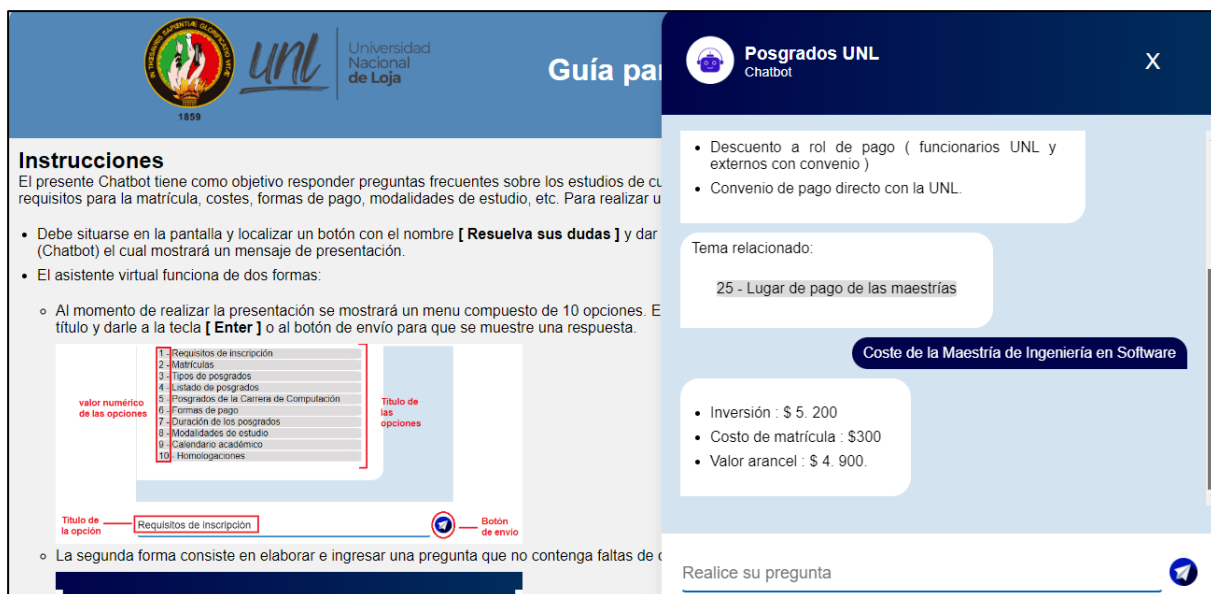 IN THESAVRIS SAPIENTIAE GLORIFICATIO VITAE
1859
unl
Universidad
Nacional
de Loja
Guía par
Instrucciones
El presente Chatbot tiene como objetivo responder preguntas frecuentes sobre los estudios de cu
requisitos para la matrícula, costes, formas de pago, modalidades de estudio, etc. Para realizar u
• Debe situarse en la pantalla y localizar un botón con el nombre [ Resuelva sus dudas ] y dar
(Chatbot) el cual mostrará un mensaje de presentación.
• El asistente virtual funciona de dos formas:
Al momento de realizar la presentación se mostrará un menu compuesto de 10 opciones. E
título y darle a la tecla [ Enter ] o al botón de envío para que se muestre una respuesta.
valor numérico
de las opciones
1 - Requisitos de inscripción
2 - Matrículas
3 - Tipos de posgrados
4 - Listado de posgrados
5 - Posgrados de la Carrera de Computación
6 - Formas de pago
7 - Duración de los posgrados
8 - Modalidades de estudio
9 - Calendario académico
10 - Homologaciones
Titulo de
las
opciones
Titulo de
la opción
Requisitos de inscripción
Botón
de envio
La segunda forma consiste en elaborar e ingresar una pregunta que no contenga faltas de o
Posgrados UNL
Chatbot
X
• Descuento a rol de pago ( funcionarios UNL y
externos con convenio )
• Convenio de pago directo con la UNL.
Tema relacionado:
25 - Lugar de pago de las maestrías
Coste de la Maestría de Ingeniería en Software
• Inversión : $ 5. 200
• Costo de matrícula : $300
• Valor arancel : $ 4. 900.
Realice su pregunta